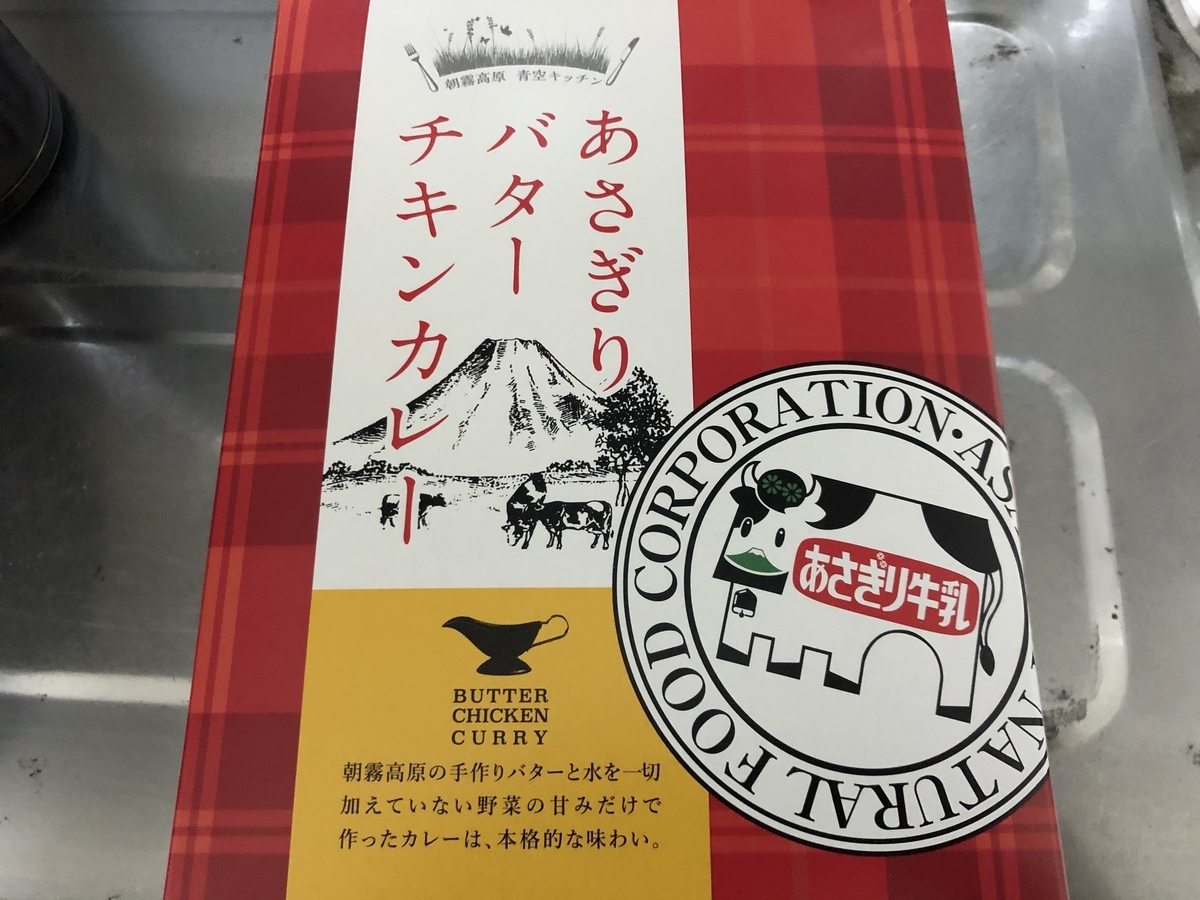 朝霧高原 青空キッチン
あさぎり
バター
チキンカレー
BUTTER
CHICKEN
CURRY
朝霧高原の手作りバターと水を一切
加えていない野菜の甘みだけで
作ったカレーは、本格的な味わい。
NATURAL FOOD CORPORATION・AS
あさぎり牛乳